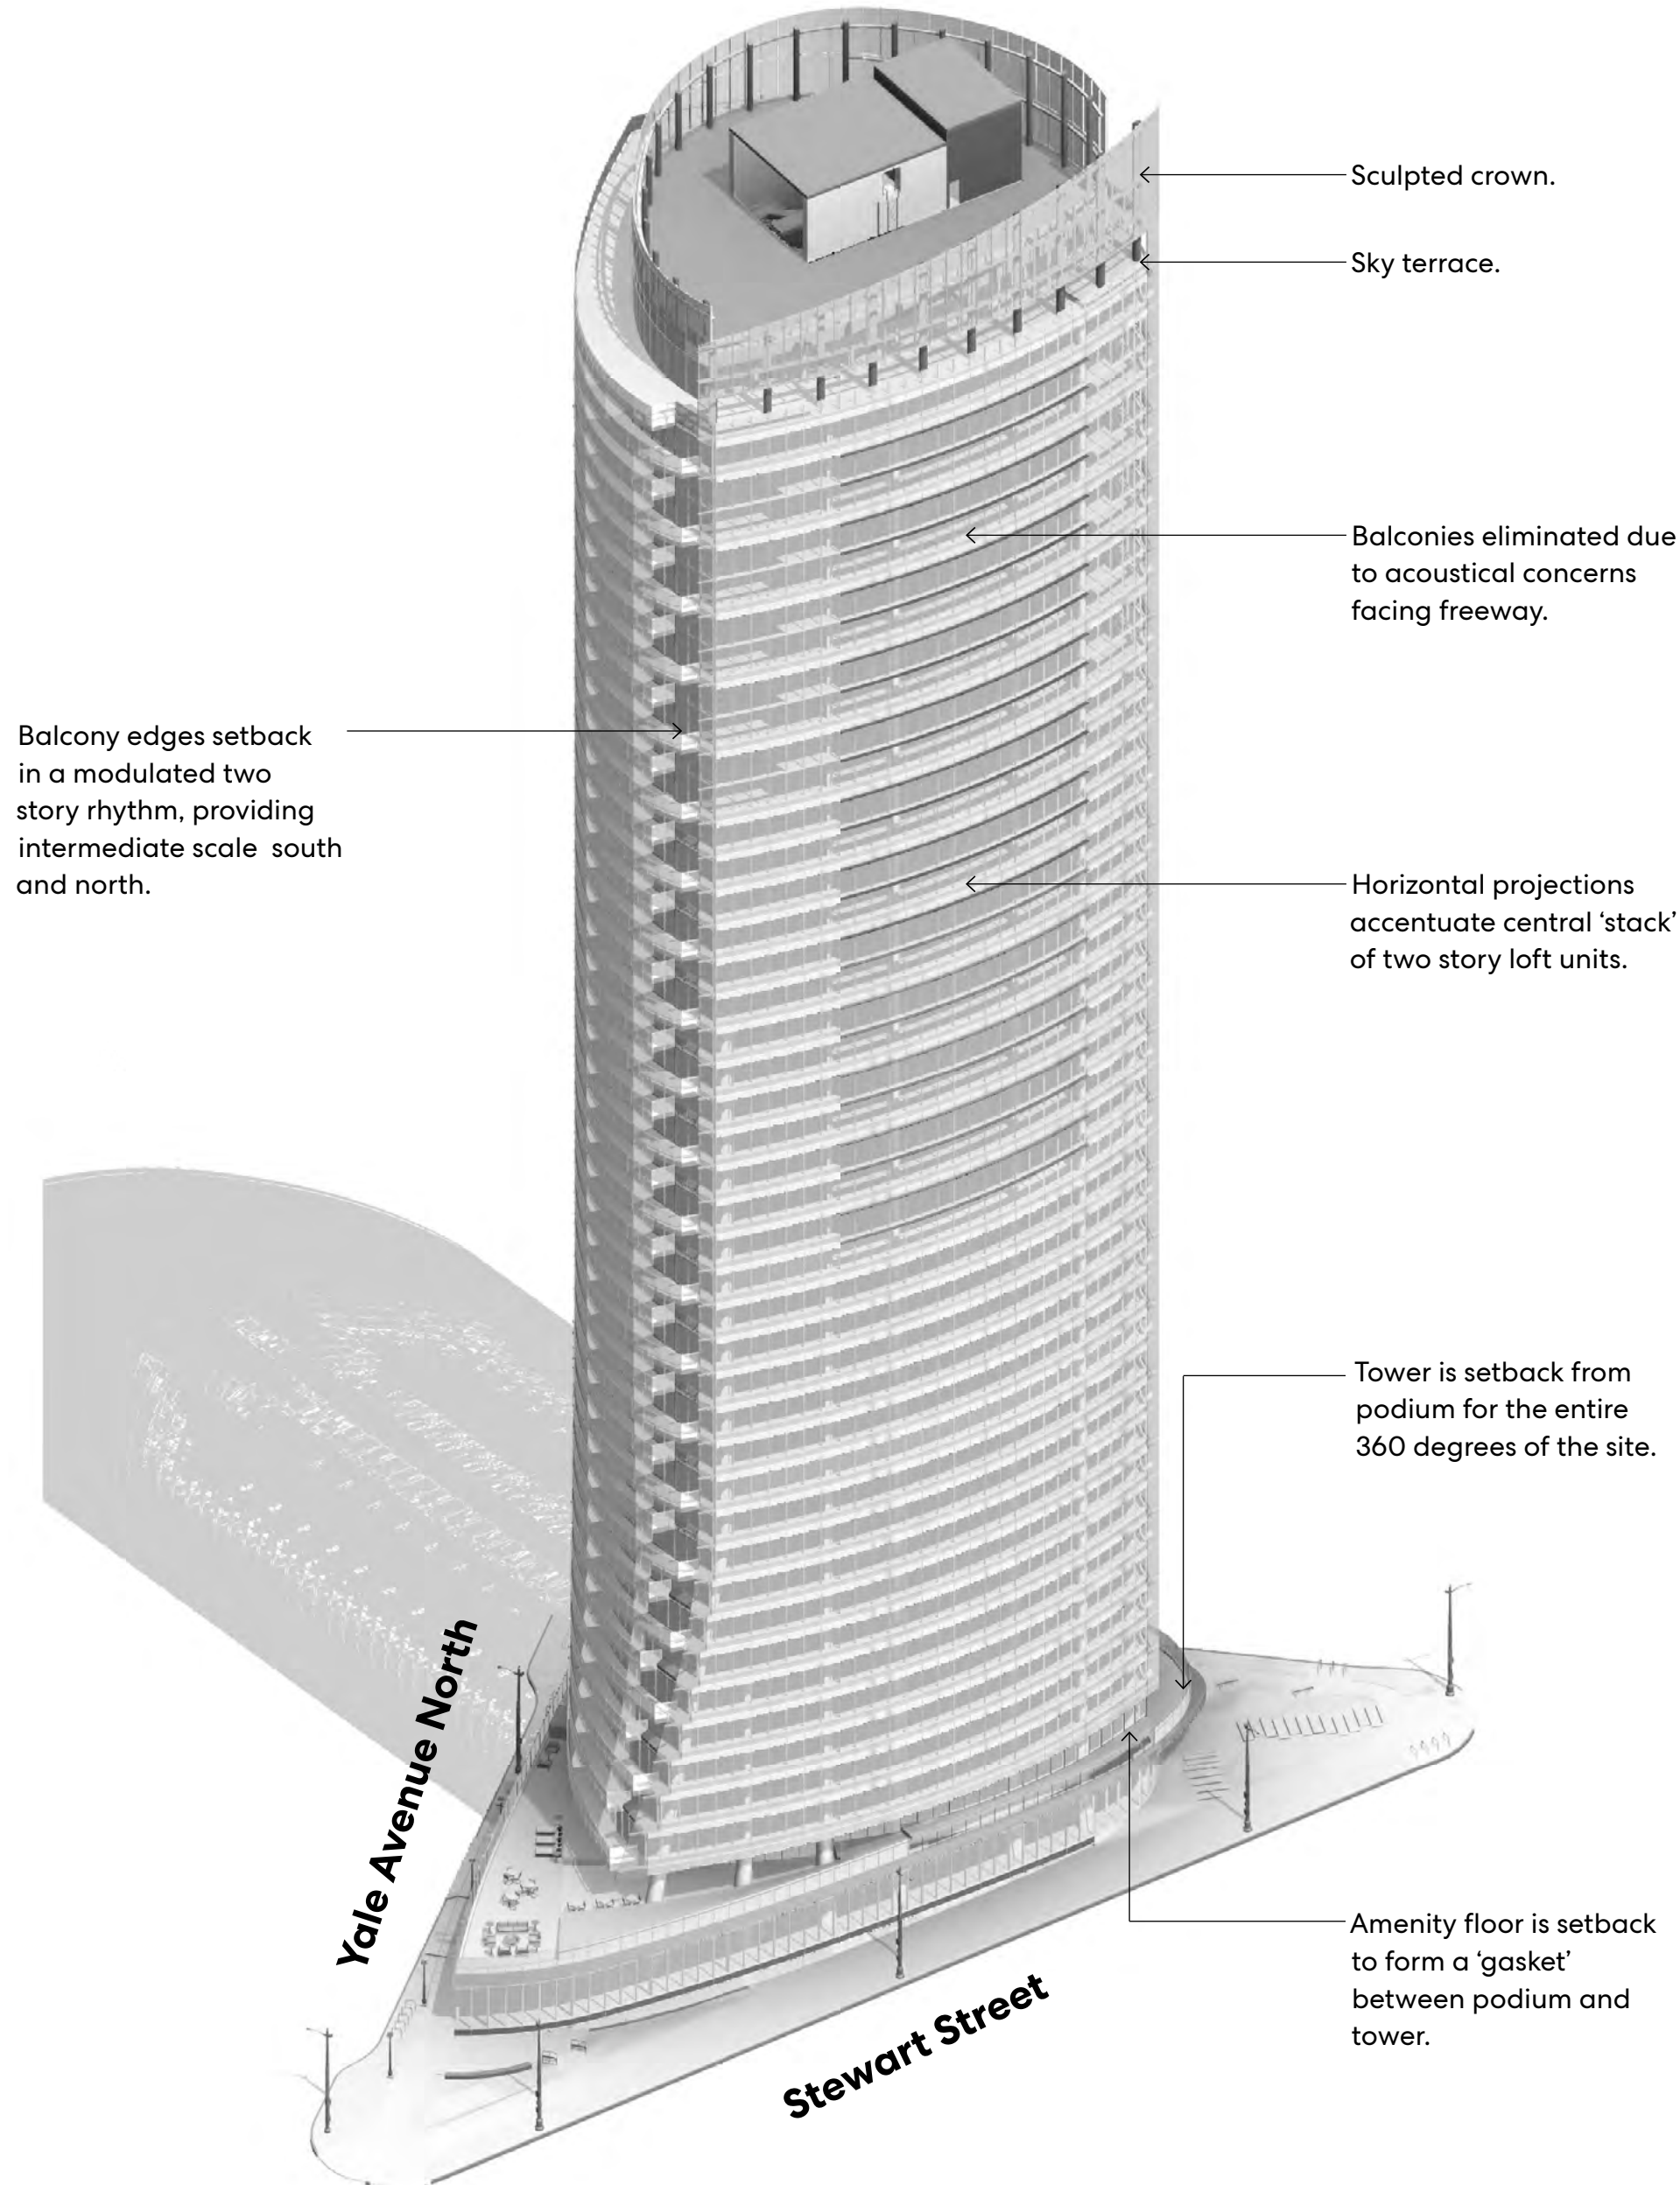 Sculpted crown.
Sky terrace.
Balconies eliminated due
to acoustical concerns
facing freeway.
Balcony edges setback
in a modulated two
story rhythm, providing
intermediate scale  south
and north.
Horizontal projections
accentuate central ‘stack’
of two story loft units.
Tower is setback from
podium for the entire
360 degrees of the site.
Yale Avenue North
Amenity floor is setback
to form a ‘gasket’
between podium and
tower.
Stewart Street